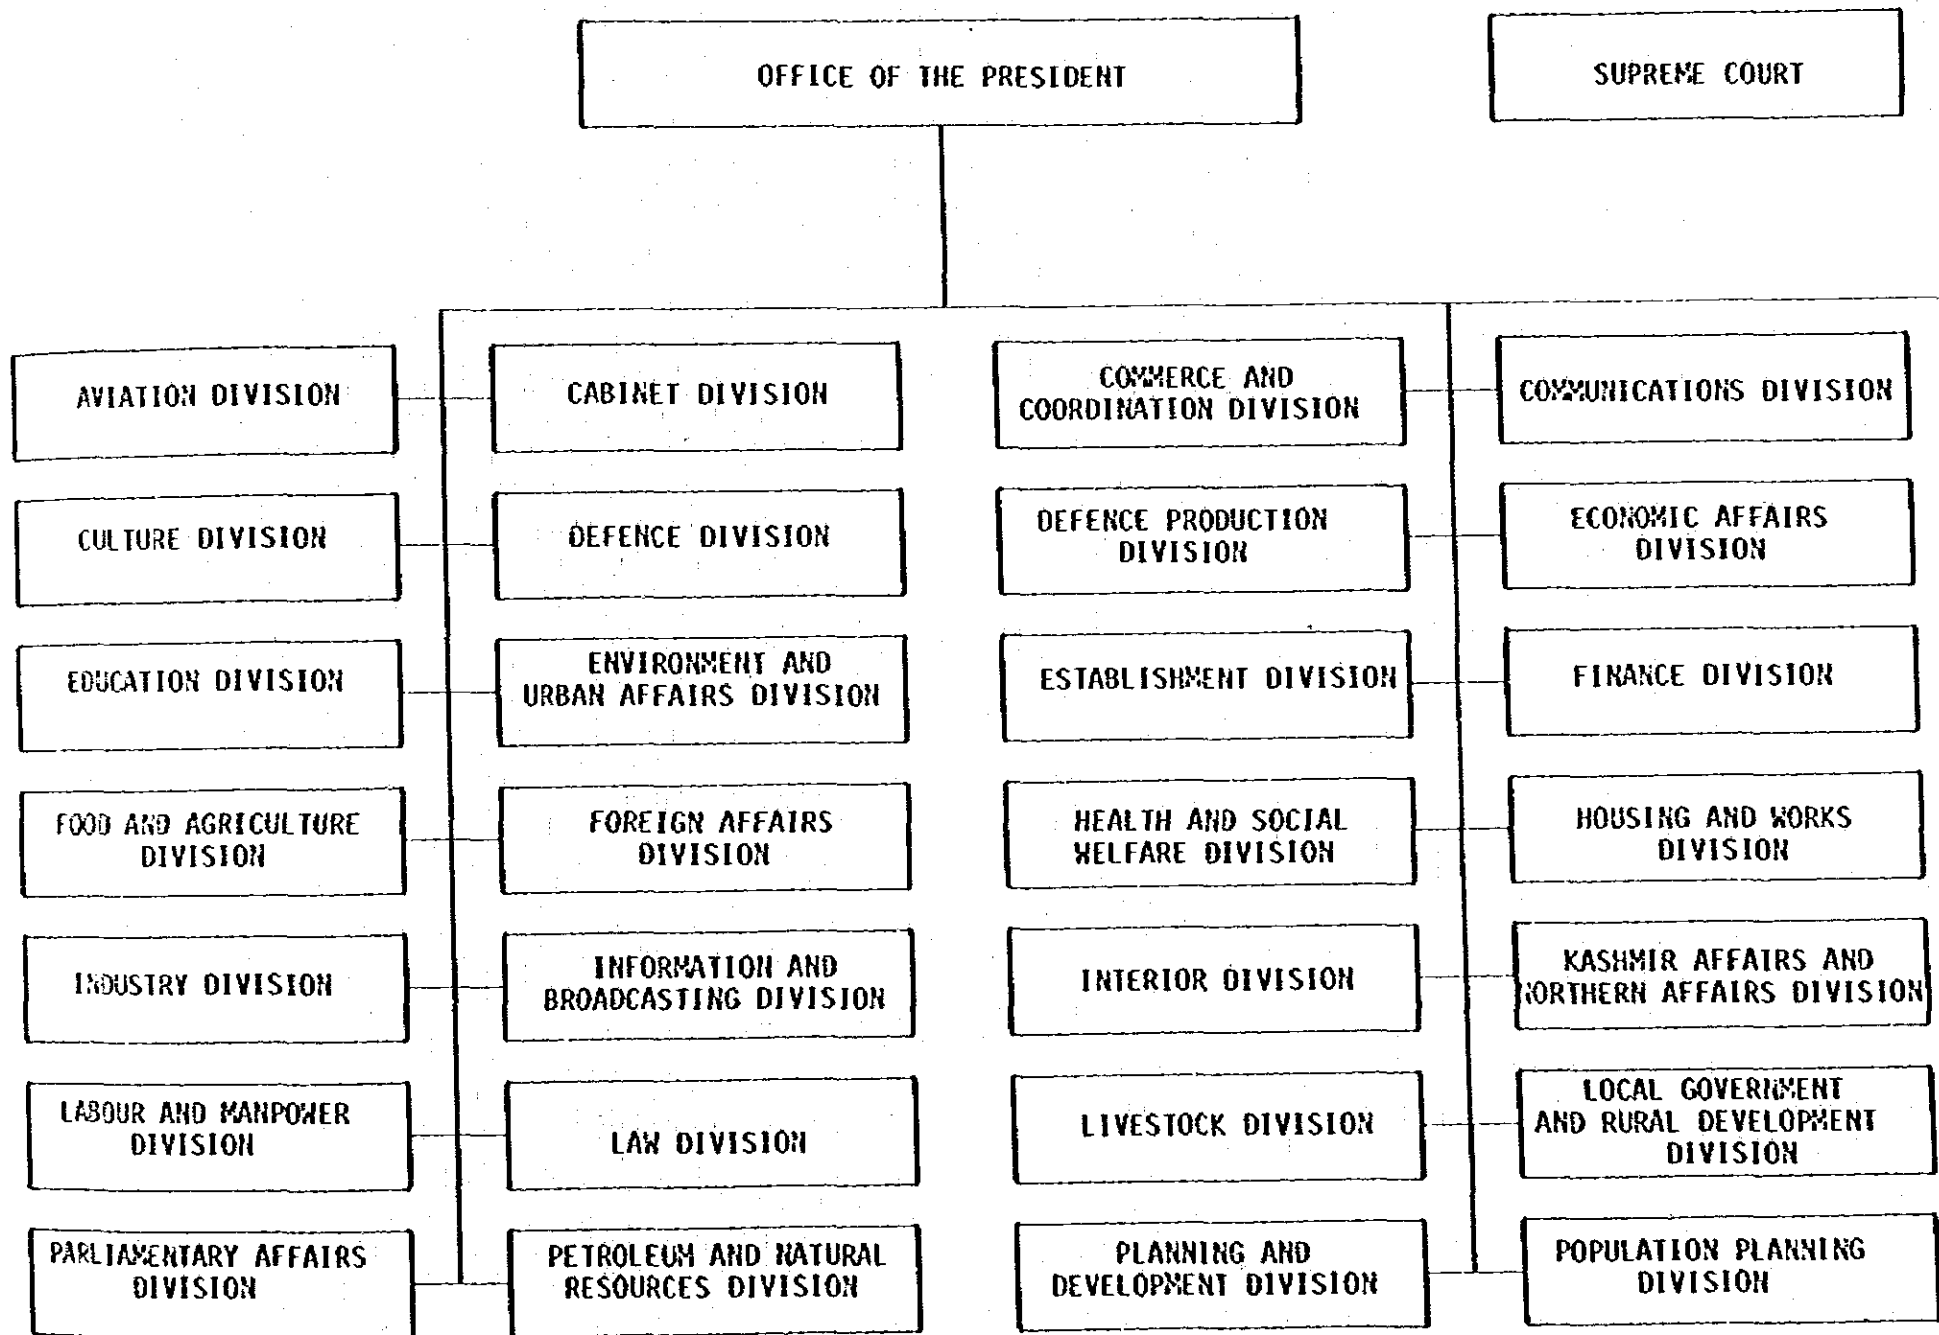 OFFICE OF THE PRESIDENT
SUPREME COURT
AVIATION DIVISION
CABINET DIVISION
COMMERCE AND
COORDINATION DIVISION
COMMUNICATIONS DIVISION
CULTURE DIVISION
DEFENCE DIVISION
DEFENCE PRODUCTION
DIVISION
ECONOMIC AFFAIRS
DIVISION
EDUCATION DIVISION
ENVIRONMENT AND
URBAN AFFAIRS DIVISION
ESTABLISHMENT DIVISION
FINANCE DIVISION
FOOD AND AGRICULTURE
DIVISION
FOREIGN AFFAIRS
DIVISION
HEALTH AND SOCIAL
WELFARE DIVISION
HOUSING AND WORKS
DIVISION
INDUSTRY DIVISION
INFORMATION AND
BROADCASTING DIVISION
INTERIOR DIVISION
KASHMIR AFFAIRS AND
NORTHERN AFFAIRS DIVISION
LABOUR AND MANPOWER
DIVISION
LAW DIVISION
LIVESTOCK DIVISION
LOCAL GOVERNMENT
AND RURAL DEVELOPMENT
DIVISION
PARLIAMENTARY AFFAIRS
DIVISION
PETROLEUM AND NATURAL
RESOURCES DIVISION
PLANNING AND
DEVELOPMENT DIVISION
POPULATION PLANNING
DIVISION